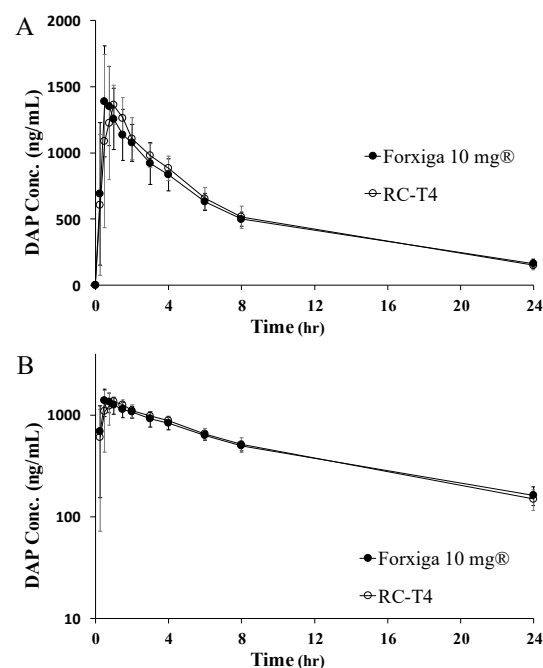 A
DAP Conc. (ng/mL)
2000
1500
1000
500
0
Forxiga 10 mg®
RC-T4
0 4 8 12 16 20 24
Time (hr)
B
DAP Conc. (ng/mL)
1000
100
10
Forxiga 10 mg®
RC-T4
0 4 8 12 16 20 24
Time (hr)